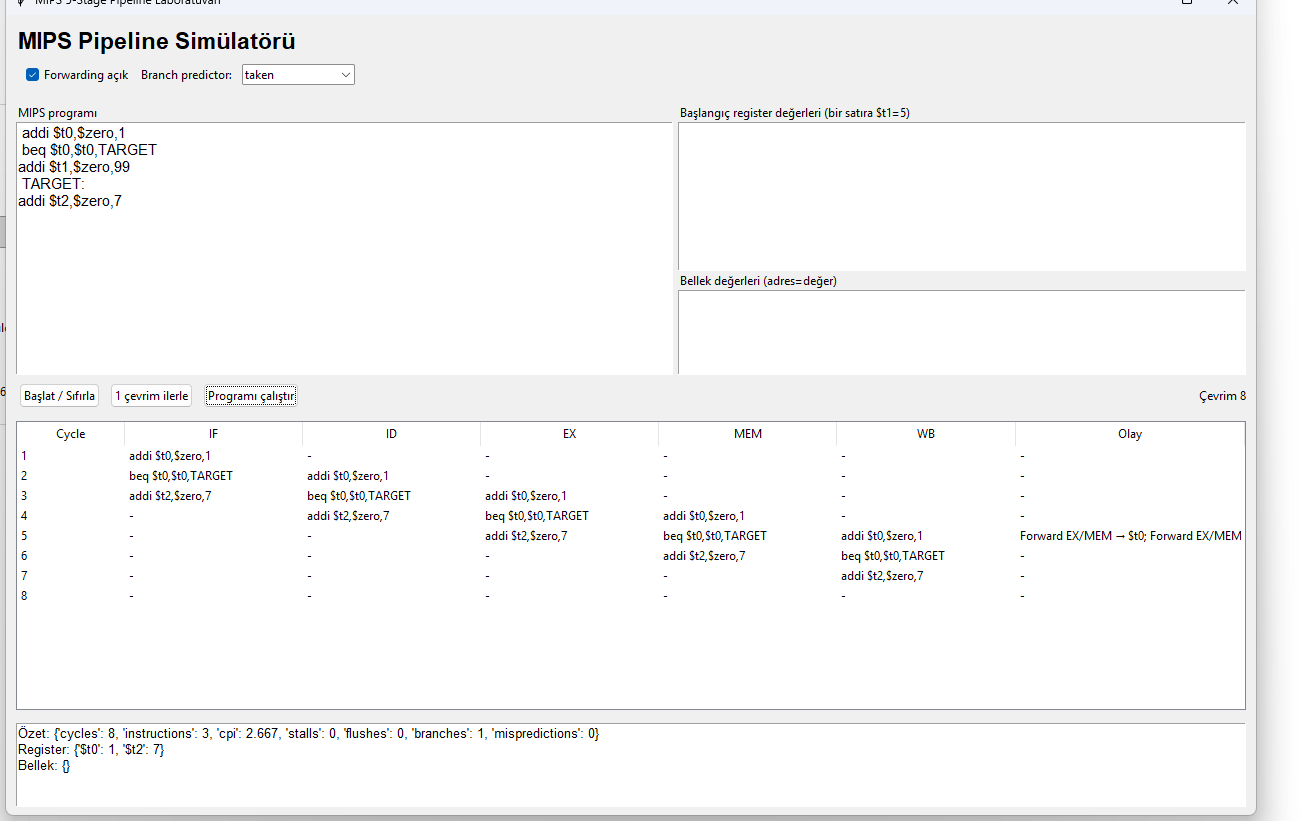 MIPS 5-Stage Pipeline Laboratuvarı
MIPS Pipeline Simülatörü
Forwarding açık Branch predictor: taken
MIPS programı
addi $t0,$zero,1
beq $t0,$t0,TARGET
addi $t1,$zero,99
TARGET:
addi $t2,$zero,7
Başlangıç register değerleri (bir satıra $t1=5)
Bellek değerleri (adres=değer)
Başlat / Sıfırla 1 çevrim ilerle Programı çalıştır Çevrim 8
Cycle IF ID EX MEM WB Olay
1 addi $t0,$zero,1 - - - - -
2 beq $t0,$t0,TARGET addi $t0,$zero,1 - - - -
3 addi $t2,$zero,7 beq $t0,$t0,TARGET addi $t0,$zero,1 - - -
4 - addi $t2,$zero,7 beq $t0,$t0,TARGET addi $t0,$zero,1 - -
5 - - addi $t2,$zero,7 beq $t0,$t0,TARGET addi $t0,$zero,1 Forward EX/MEM → $t0; Forward EX/MEM
6 - - - addi $t2,$zero,7 beq $t0,$t0,TARGET -
7 - - - - addi $t2,$zero,7 -
8 - - - - - -
Özet: {'cycles': 8, 'instructions': 3, 'cpi': 2.667, 'stalls': 0, 'flushes': 0, 'branches': 1, 'mispredictions': 0}
Register: {'$t0': 1, '$t2': 7}
Bellek: {}